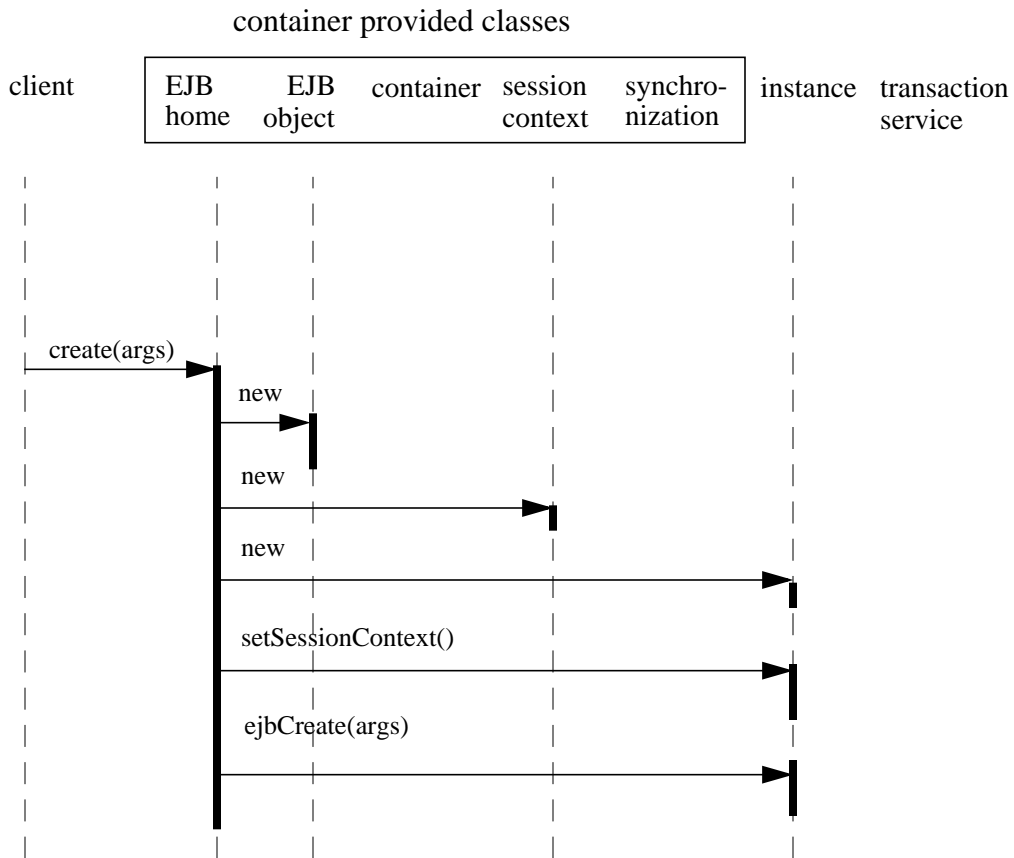 container provided classes
client EJB home EJB object container session context synchro-nization instance transaction service
create(args)
new
new
new
setSessionContext()
ejbCreate(args)